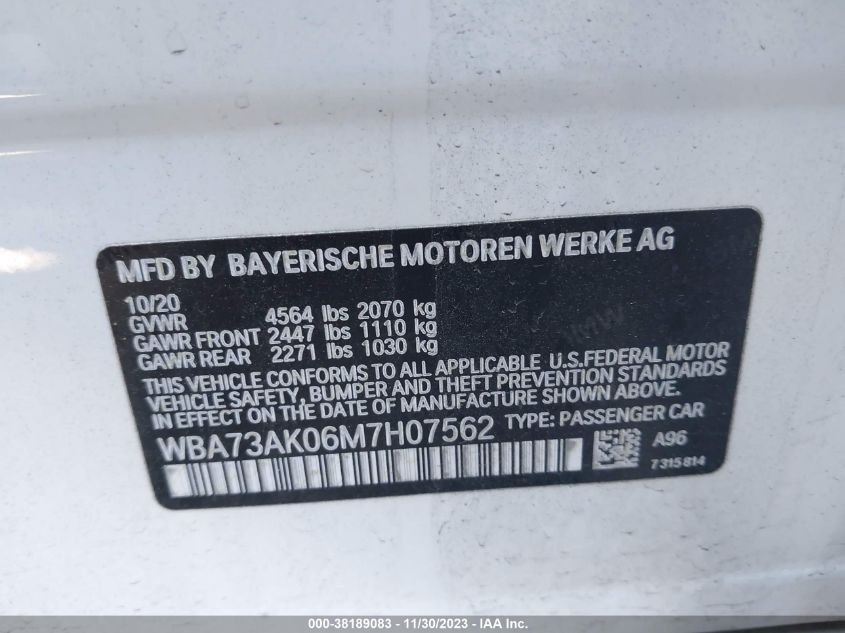 MFD BY BAYERISCHE MOTOREN WERKE AG
10/20
GVWR 4564 lbs 2070 kg
GAWR FRONT 2447 lbs 1110 kg
GAWR REAR 2271 lbs 1030 kg
THIS VEHICLE CONFORMS TO ALL APPLICABLE U.S.FEDERAL MOTOR
VEHICLE SAFETY, BUMPER AND THEFT PREVENTION STANDARDS
IN EFFECT ON THE DATE OF MANUFACTURE SHOWN ABOVE.
WBA73AK06M7H07562 TYPE: PASSENGER CAR
A96
7315814
000-38189083 - 11/30/2023 - IAA Inc.